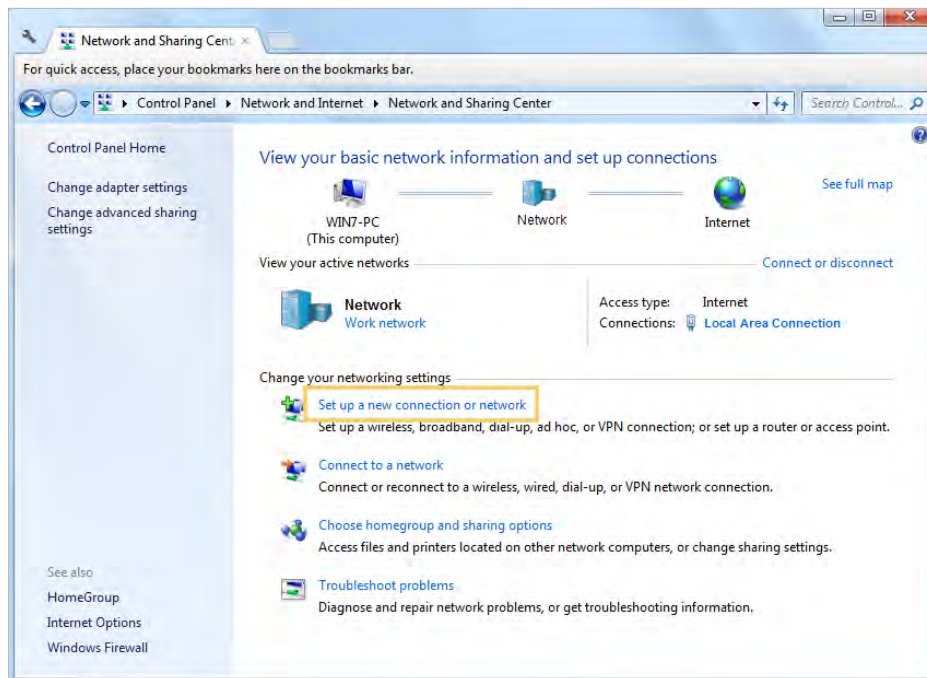 Network and Sharing Cent
For quick access, place your bookmarks here on the bookmarks bar.
Control Panel Network and Internet Network and Sharing Center
Search Control...
Control Panel Home
Change adapter settings
Change advanced sharing
settings
View your basic network information and set up connections
See full map
WIN7-PC
(This computer)
Network
Internet
View your active networks
Connect or disconnect
Network
Work network
Access type: Internet
Connections: Local Area Connection
Change your networking settings
Set up a new connection or network
Set up a wireless, broadband, dial-up, ad hoc, or VPN connection; or set up a router or access point.
Connect to a network
Connect or reconnect to a wireless, wired, dial-up, or VPN network connection.
Choose homegroup and sharing options
Access files and printers located on other network computers, or change sharing settings.
Troubleshoot problems
Diagnose and repair network problems, or get troubleshooting information.
See also
HomeGroup
Internet Options
Windows Firewall